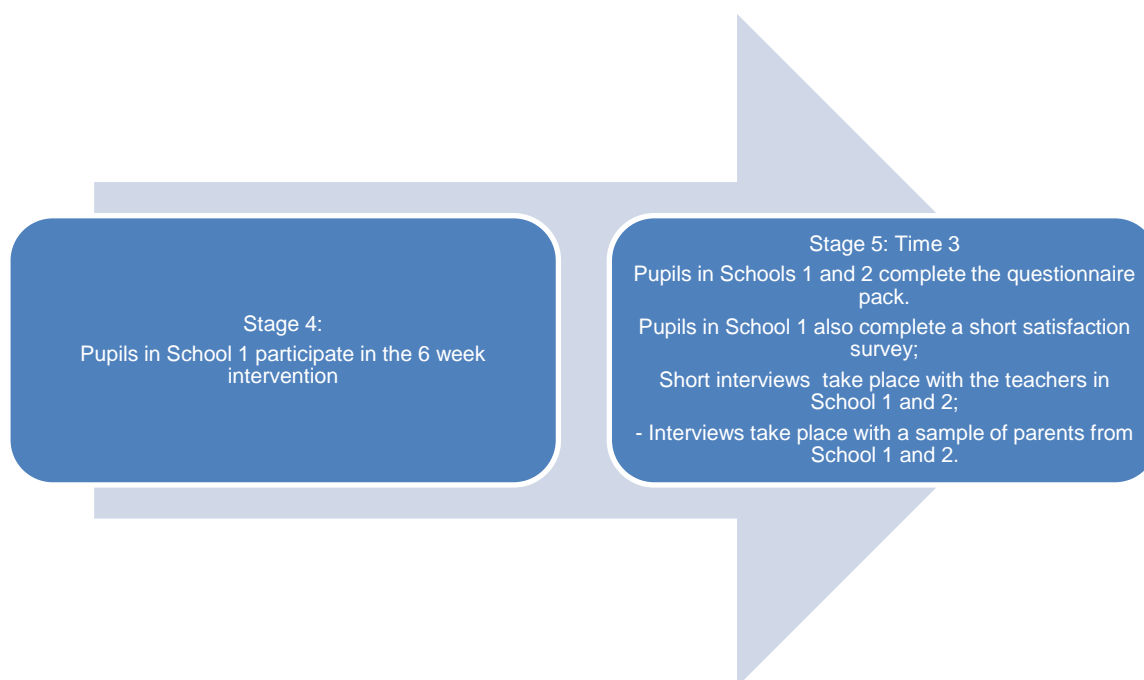 Stage 4:
Pupils in School 1 participate in the 6 week
intervention
Stage 5: Time 3
Pupils in Schools 1 and 2 complete the questionnaire
pack.
Pupils in School 1 also complete a short satisfaction
survey;
Short interviews  take place with the teachers in
School 1 and 2;
- Interviews take place with a sample of parents from
School 1 and 2.